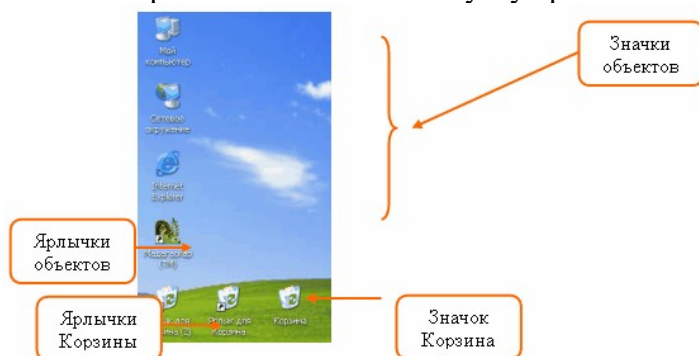 Мой
компьютер
Значки
объектов
Сетевое
окружение
Internet
Explorer
Ярлычки
объектов
Ярлычки
Корзины
Ярлык для
Корзина
Корзина
Значок
Корзина